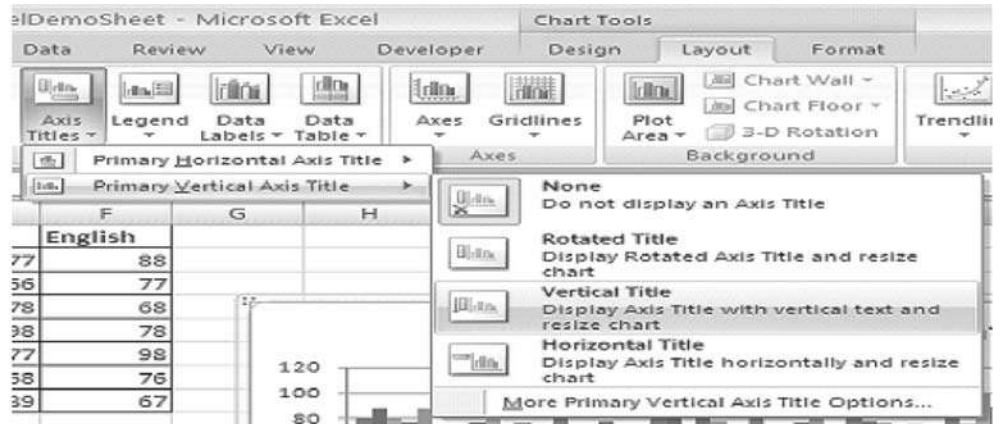 elDemoSheet - Microsoft Excel
Chart Tools
Data Review View Developer Design Layout Format
Axis Titles
Legend
Data Labels
Data Table
Axes
Gridlines
Plot Area
Chart Wall
Chart Floor
3-D Rotation
Trendlin
Axes
Background
Primary Horizontal Axis Title
Primary Vertical Axis Title
None
Do not display an Axis Title
Rotated Title
Display Rotated Axis Title and resize
chart
Vertical Title
Display Axis Title with vertical text and
resize chart
Horizontal Title
Display Axis Title horizontally and resize
chart
More Primary Vertical Axis Title Options...
F G H
English
77 88
56 77
78 68
98 78
77 98
58 76
89 67
120
100
80